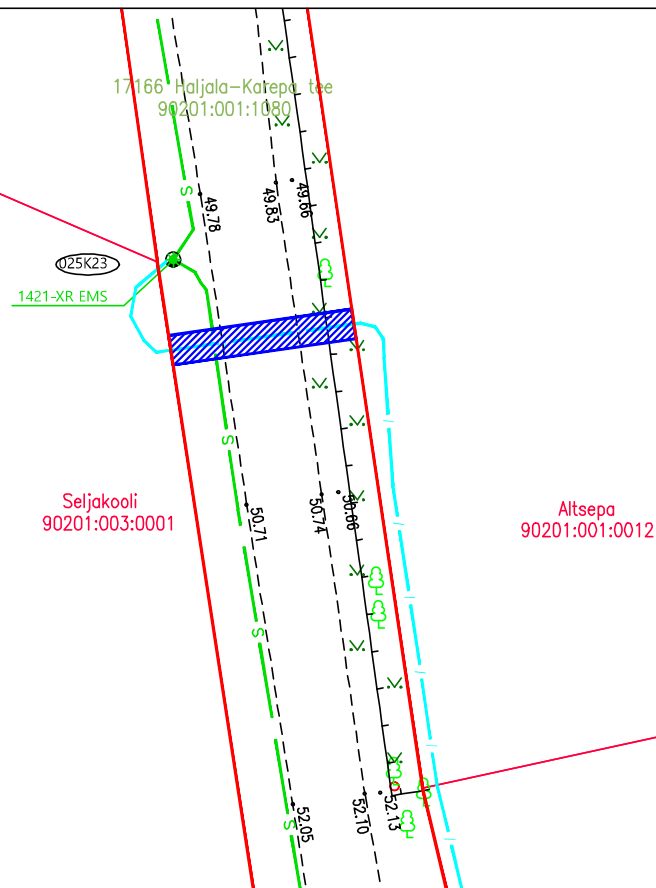 17166 Haljala-Karepa tee
90201:001:1080
49.78
49.83
49.66
S
025K23
1421-XR EMS
S
Seljakooli
90201:003:0001
50.71
50.74
50.66
Altsepa
90201:001:0012
S
52.05
52.10
52.13
S